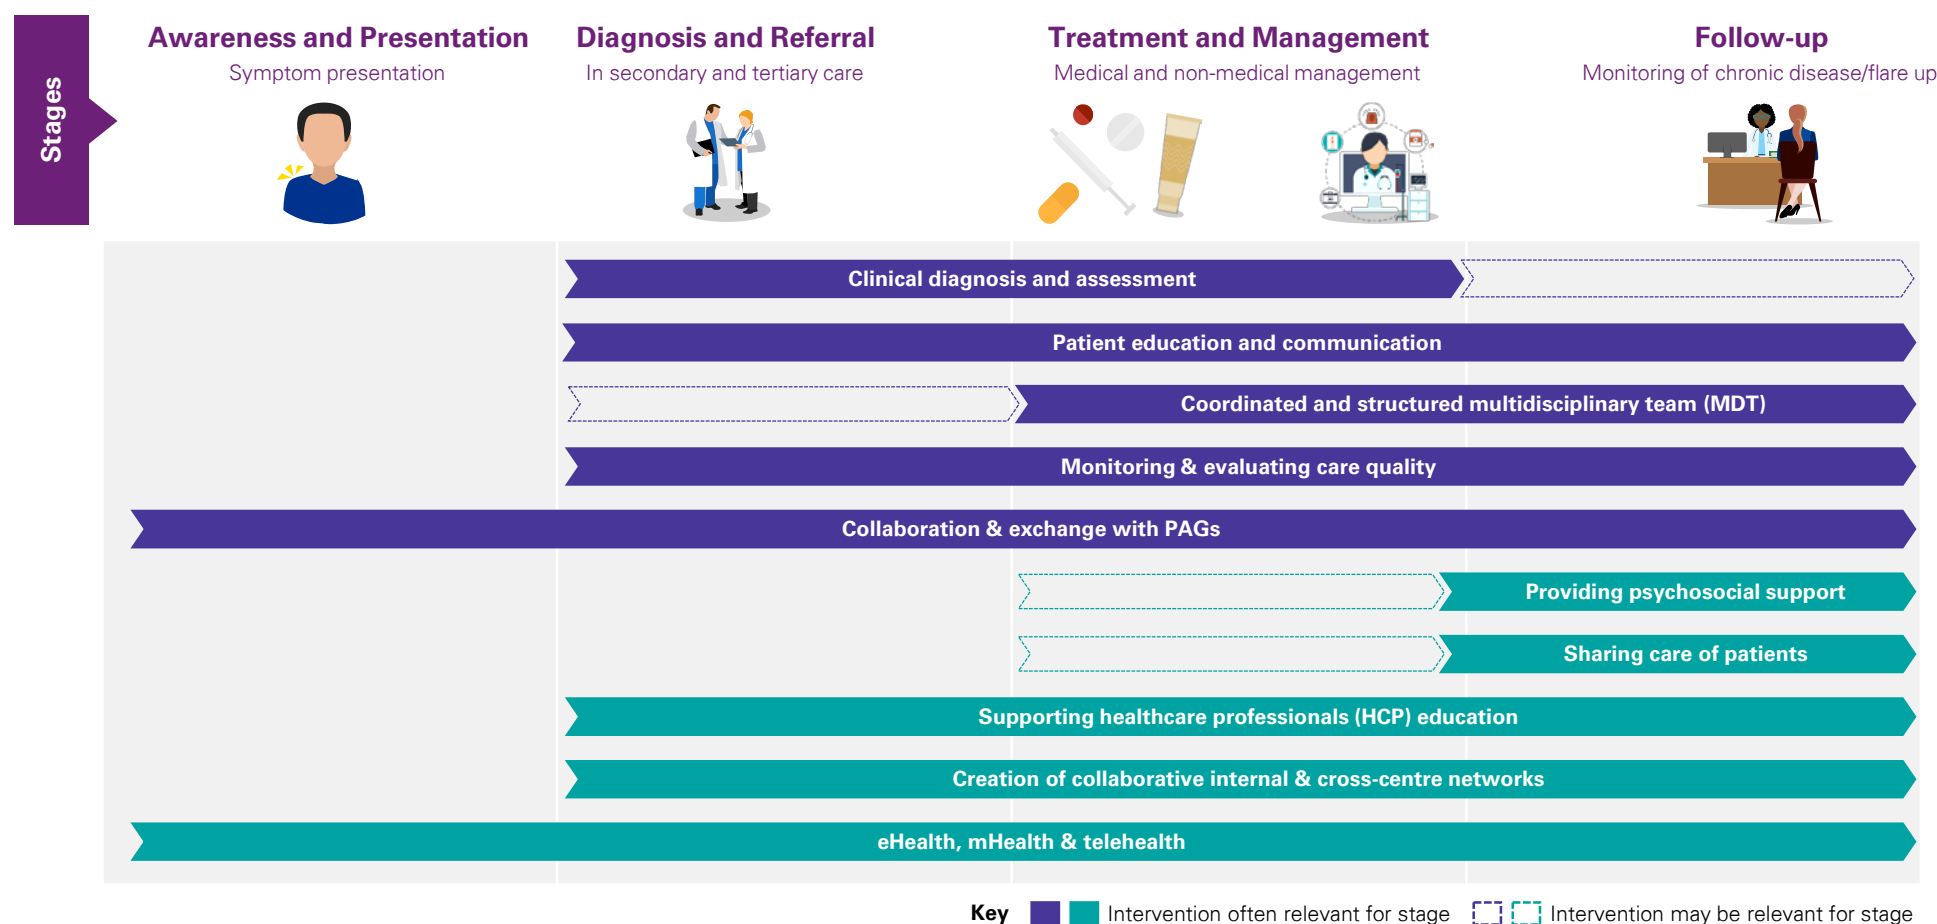 Stages
Awareness and Presentation
Symptom presentation
Diagnosis and Referral
In secondary and tertiary care
Treatment and Management
Medical and non-medical management
Follow-up
Monitoring of chronic disease/flare up
Clinical diagnosis and assessment
Patient education and communication
Coordinated and structured multidisciplinary team (MDT)
Monitoring & evaluating care quality
Collaboration & exchange with PAGs
Providing psychosocial support
Sharing care of patients
Supporting healthcare professionals (HCP) education
Creation of collaborative internal & cross-centre networks
eHealth, mHealth & telehealth
Key Intervention often relevant for stage Intervention may be relevant for stage